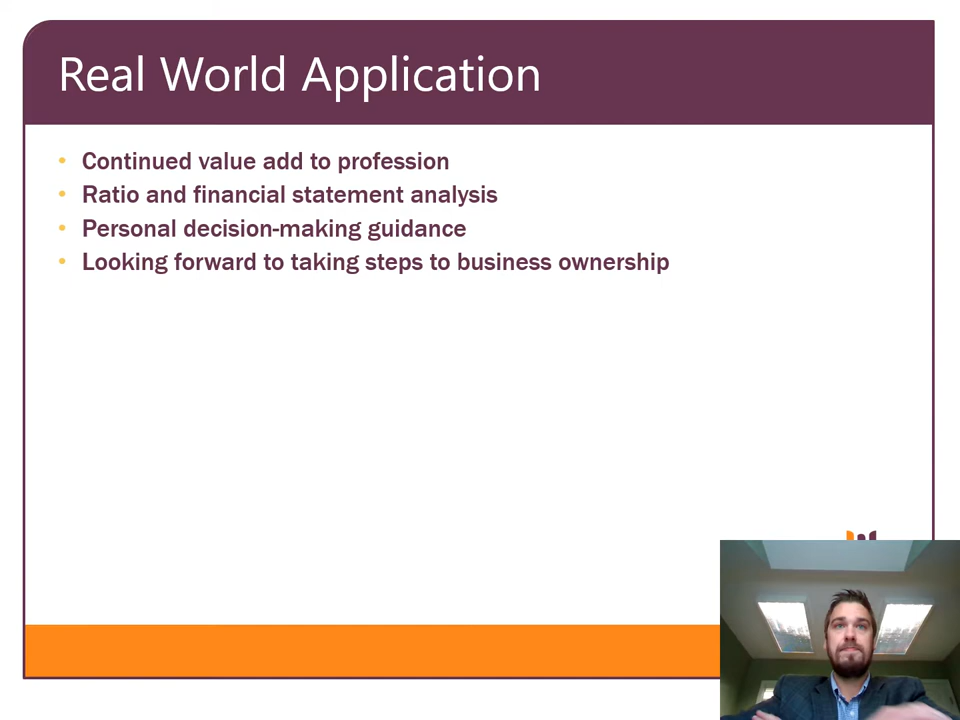 Real World Application
• Continued value add to profession
• Ratio and financial statement analysis
• Personal decision-making guidance
• Looking forward to taking steps to business ownership